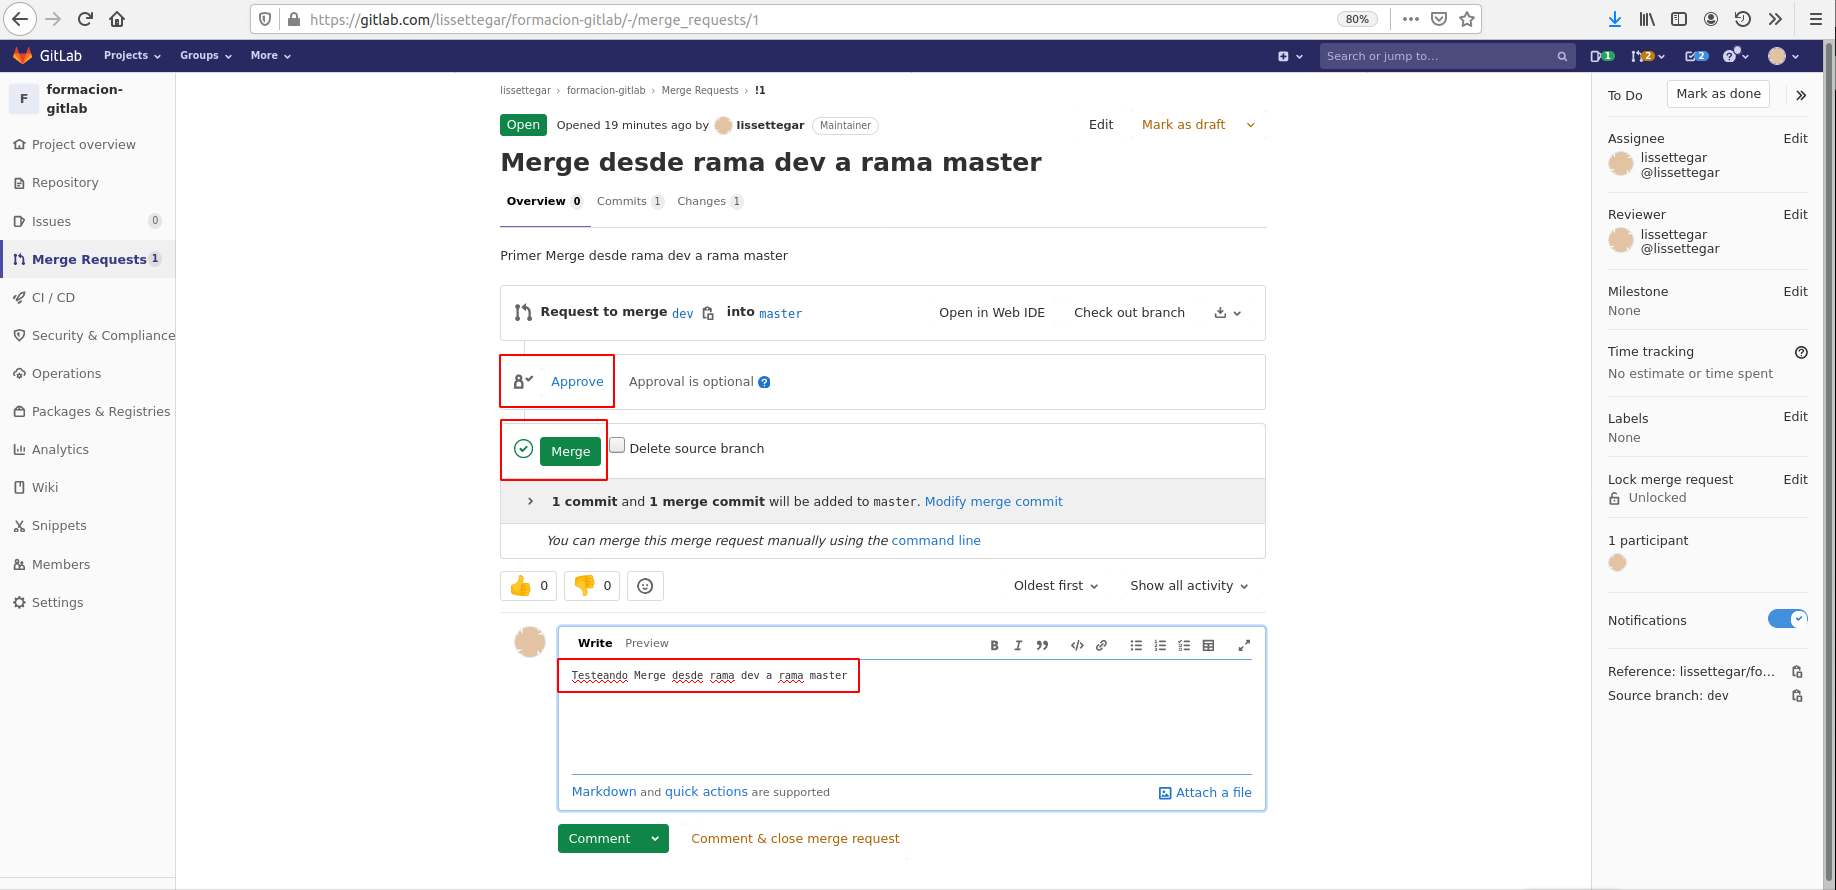 https://gitlab.com/lissettegar/formacion-gitlab/-/merge_requests/1
80%
GitLab
Projects
Groups
More
Search or jump to...
1
2
2
F
formacion-
gitlab
Project overview
Repository
Issues 0
Merge Requests 1
CI / CD
Security & Compliance
Operations
Packages & Registries
Analytics
Wiki
Snippets
Members
Settings
lissettegar › formacion-gitlab › Merge Requests › !1
Open Opened 19 minutes ago by lissettegar Maintainer
Edit
Mark as draft
Merge desde rama dev a rama master
Overview 0 Commits 1 Changes 1
Primer Merge desde rama dev a rama master
Request to merge dev into master
Open in Web IDE
Check out branch
Approve Approval is optional ?
Merge Delete source branch
1 commit and 1 merge commit will be added to master. Modify merge commit
You can merge this merge request manually using the command line
👍 0 👎 0
Oldest first
Show all activity
Write Preview
Testeando Merge desde rama dev a rama master
Markdown and quick actions are supported
Attach a file
Comment
Comment & close merge request
To Do
Mark as done
Assignee Edit
lissettegar
@lissettegar
Reviewer Edit
lissettegar
@lissettegar
Milestone Edit
None
Time tracking
No estimate or time spent
Labels Edit
None
Lock merge request Edit
Unlocked
1 participant
Notifications
Reference: lissettegar/fo...
Source branch: dev